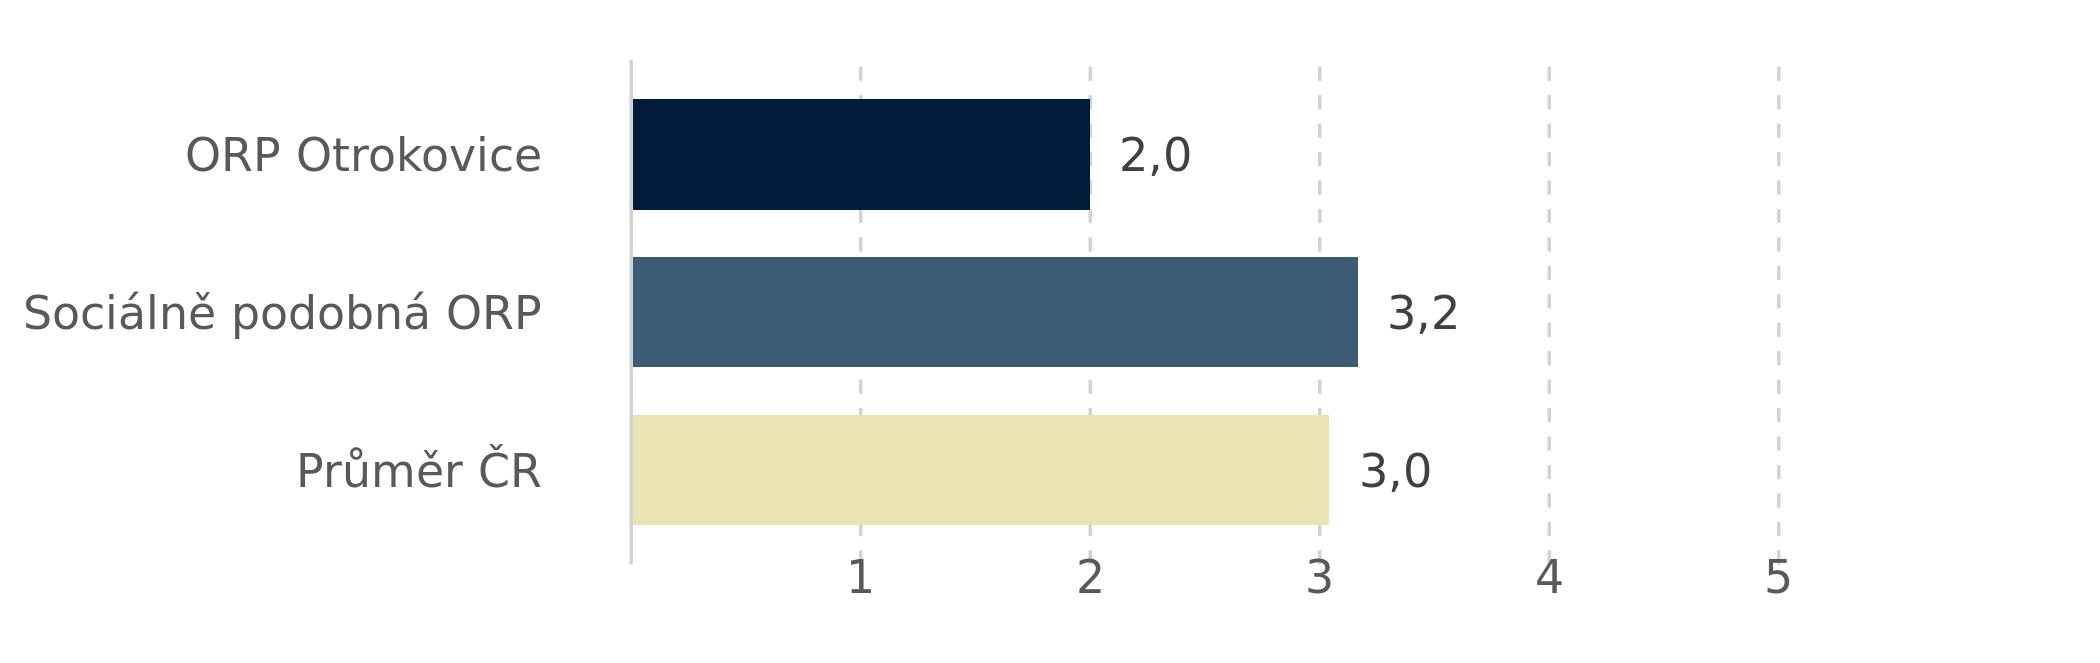 ORP Otrokovice 2,0
Sociálně podobná ORP 3,2
Průměr ČR 3,0
1 2 3 4 5